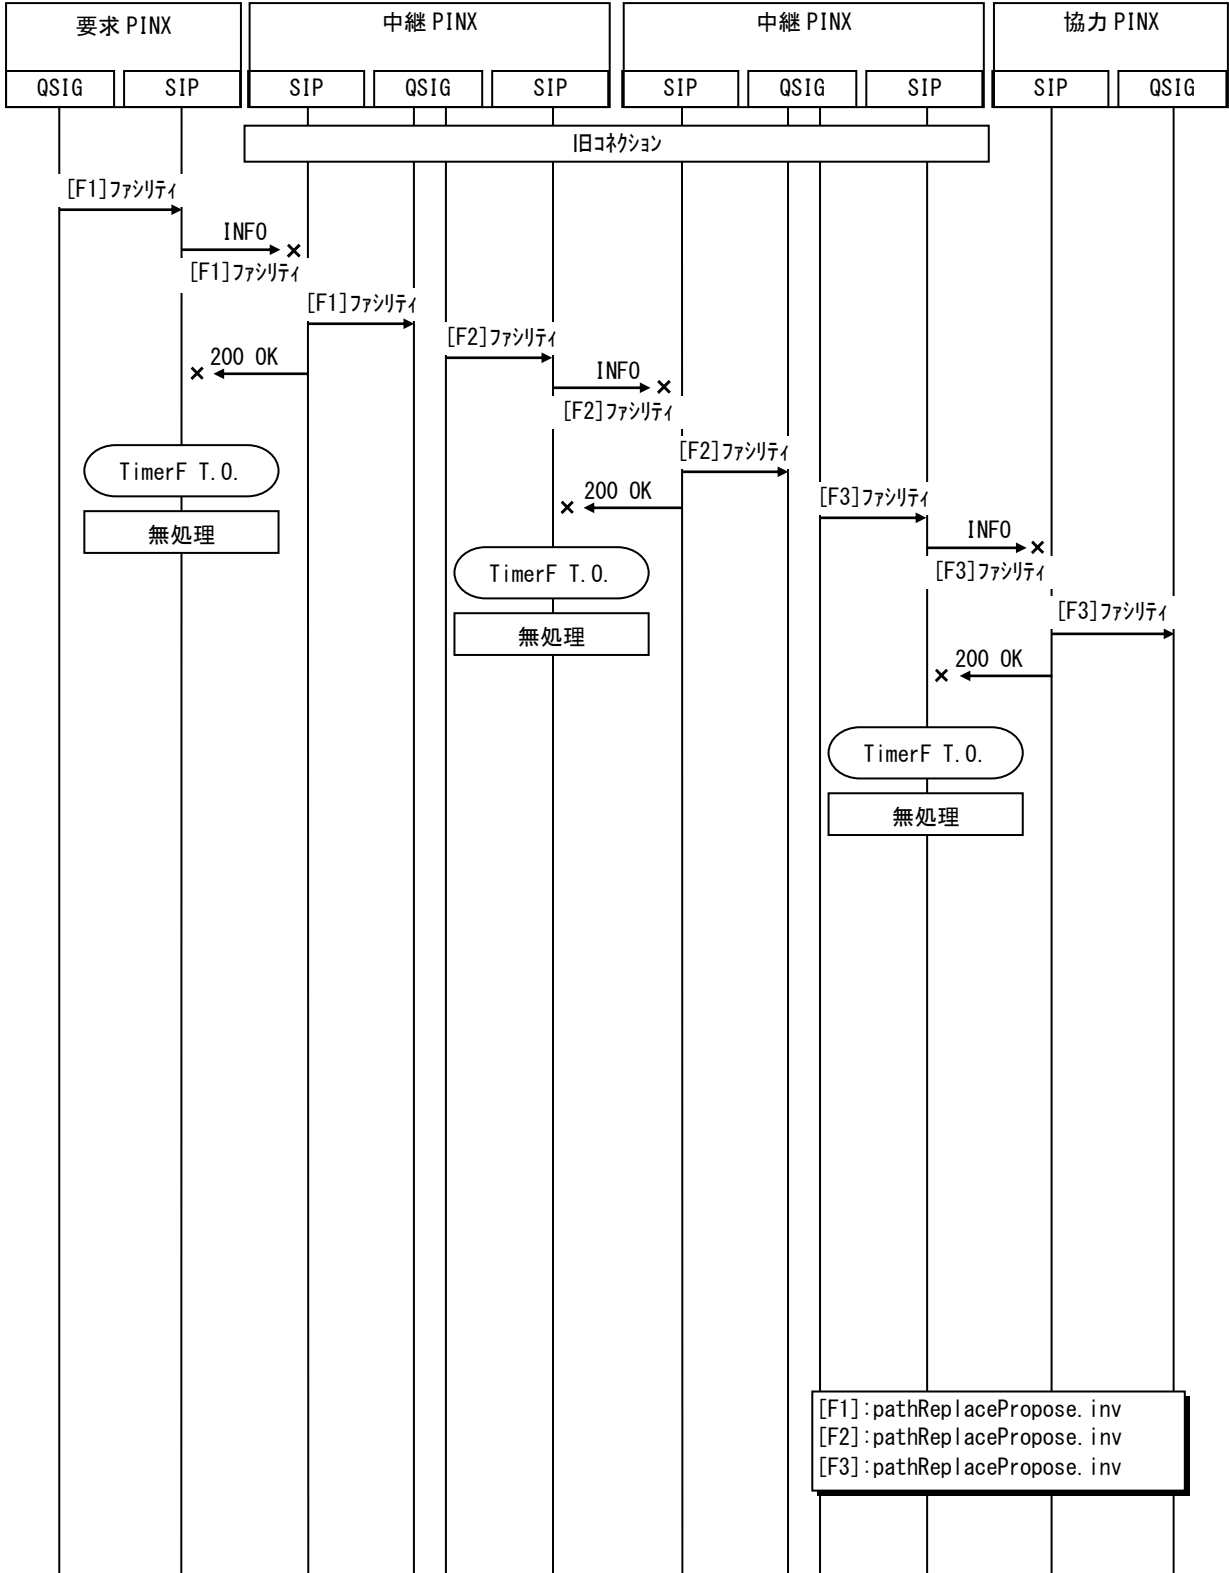 要求 PINX
中継 PINX
中継 PINX
協力 PINX
QSIG
SIP
SIP
QSIG
SIP
SIP
QSIG
SIP
SIP
QSIG
旧ｺﾈｸｼｮﾝ
[F1]ﾌｧｼﾘﾃｨ
INFO
[F1]ﾌｧｼﾘﾃｨ
[F1]ﾌｧｼﾘﾃｨ
[F2]ﾌｧｼﾘﾃｨ
200 OK
INFO
[F2]ﾌｧｼﾘﾃｨ
[F2]ﾌｧｼﾘﾃｨ
TimerF T.O.
200 OK
[F3]ﾌｧｼﾘﾃｨ
無処理
INFO
[F3]ﾌｧｼﾘﾃｨ
TimerF T.O.
[F3]ﾌｧｼﾘﾃｨ
無処理
200 OK
TimerF T.O.
無処理
[F1]:pathReplacePropose.inv
[F2]:pathReplacePropose.inv
[F3]:pathReplacePropose.inv